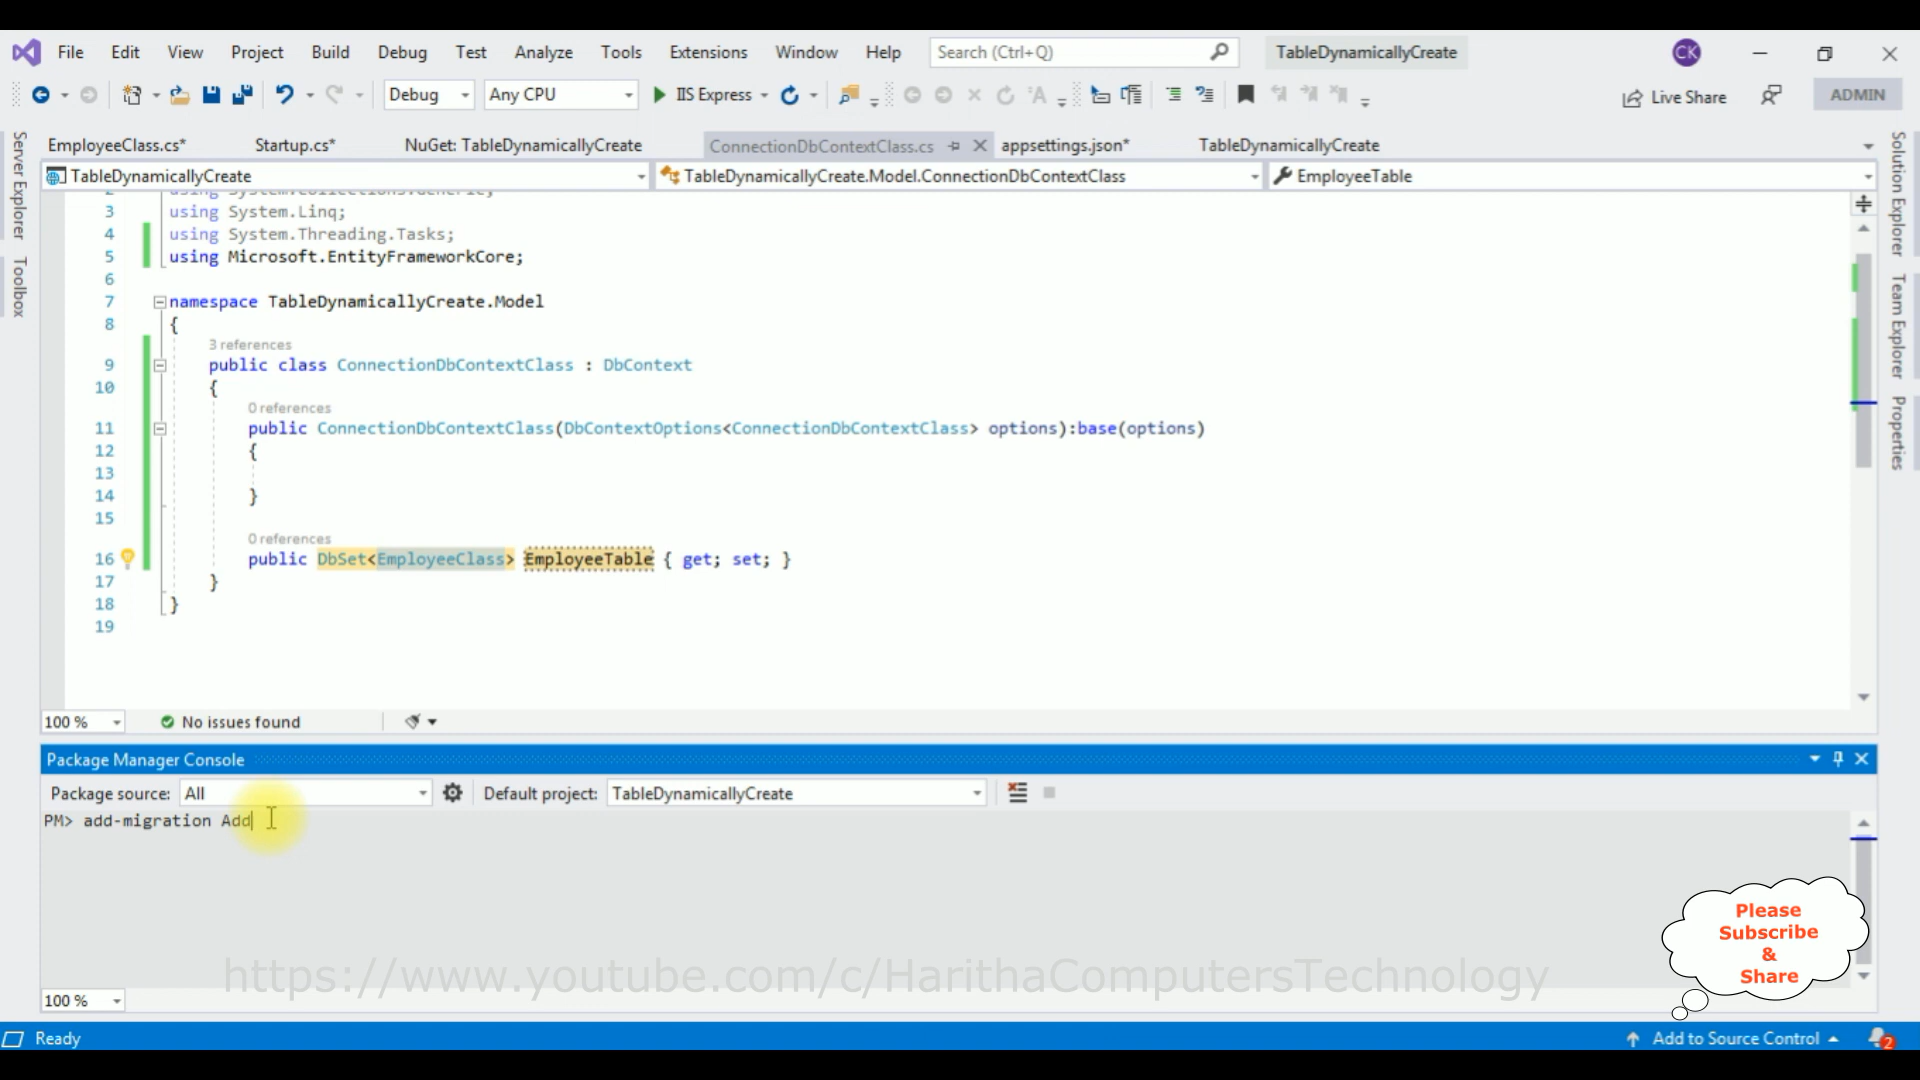 File Edit View Project Build Debug Test Analyze Tools Extensions Window Help Search (Ctrl+Q) TableDynamicallyCreate CK
Debug Any CPU IIS Express Live Share ADMIN
EmployeeClass.cs* Startup.cs* NuGet: TableDynamicallyCreate ConnectionDbContextClass.cs appsettings.json* TableDynamicallyCreate
TableDynamicallyCreate TableDynamicallyCreate.Model.ConnectionDbContextClass EmployeeTable
Server Explorer
Toolbox
Solution Explorer
Team Explorer
Properties
2 using System.Collections.Generic;
3 using System.Linq;
4 using System.Threading.Tasks;
5 using Microsoft.EntityFrameworkCore;
6
7 namespace TableDynamicallyCreate.Model
8 {
3 references
9 public class ConnectionDbContextClass : DbContext
10 {
0 references
11 public ConnectionDbContextClass(DbContextOptions<ConnectionDbContextClass> options):base(options)
12 {
13
14 }
15
0 references
16 public DbSet<EmployeeClass> EmployeeTable { get; set; }
17 }
18 }
19
100 % No issues found
Package Manager Console
Package source: All Default project: TableDynamicallyCreate
PM> add-migration Add
Please
Subscribe
&
Share
https://www.youtube.com/c/HarithaComputersTechnology
100 %
Ready Add to Source Control 2